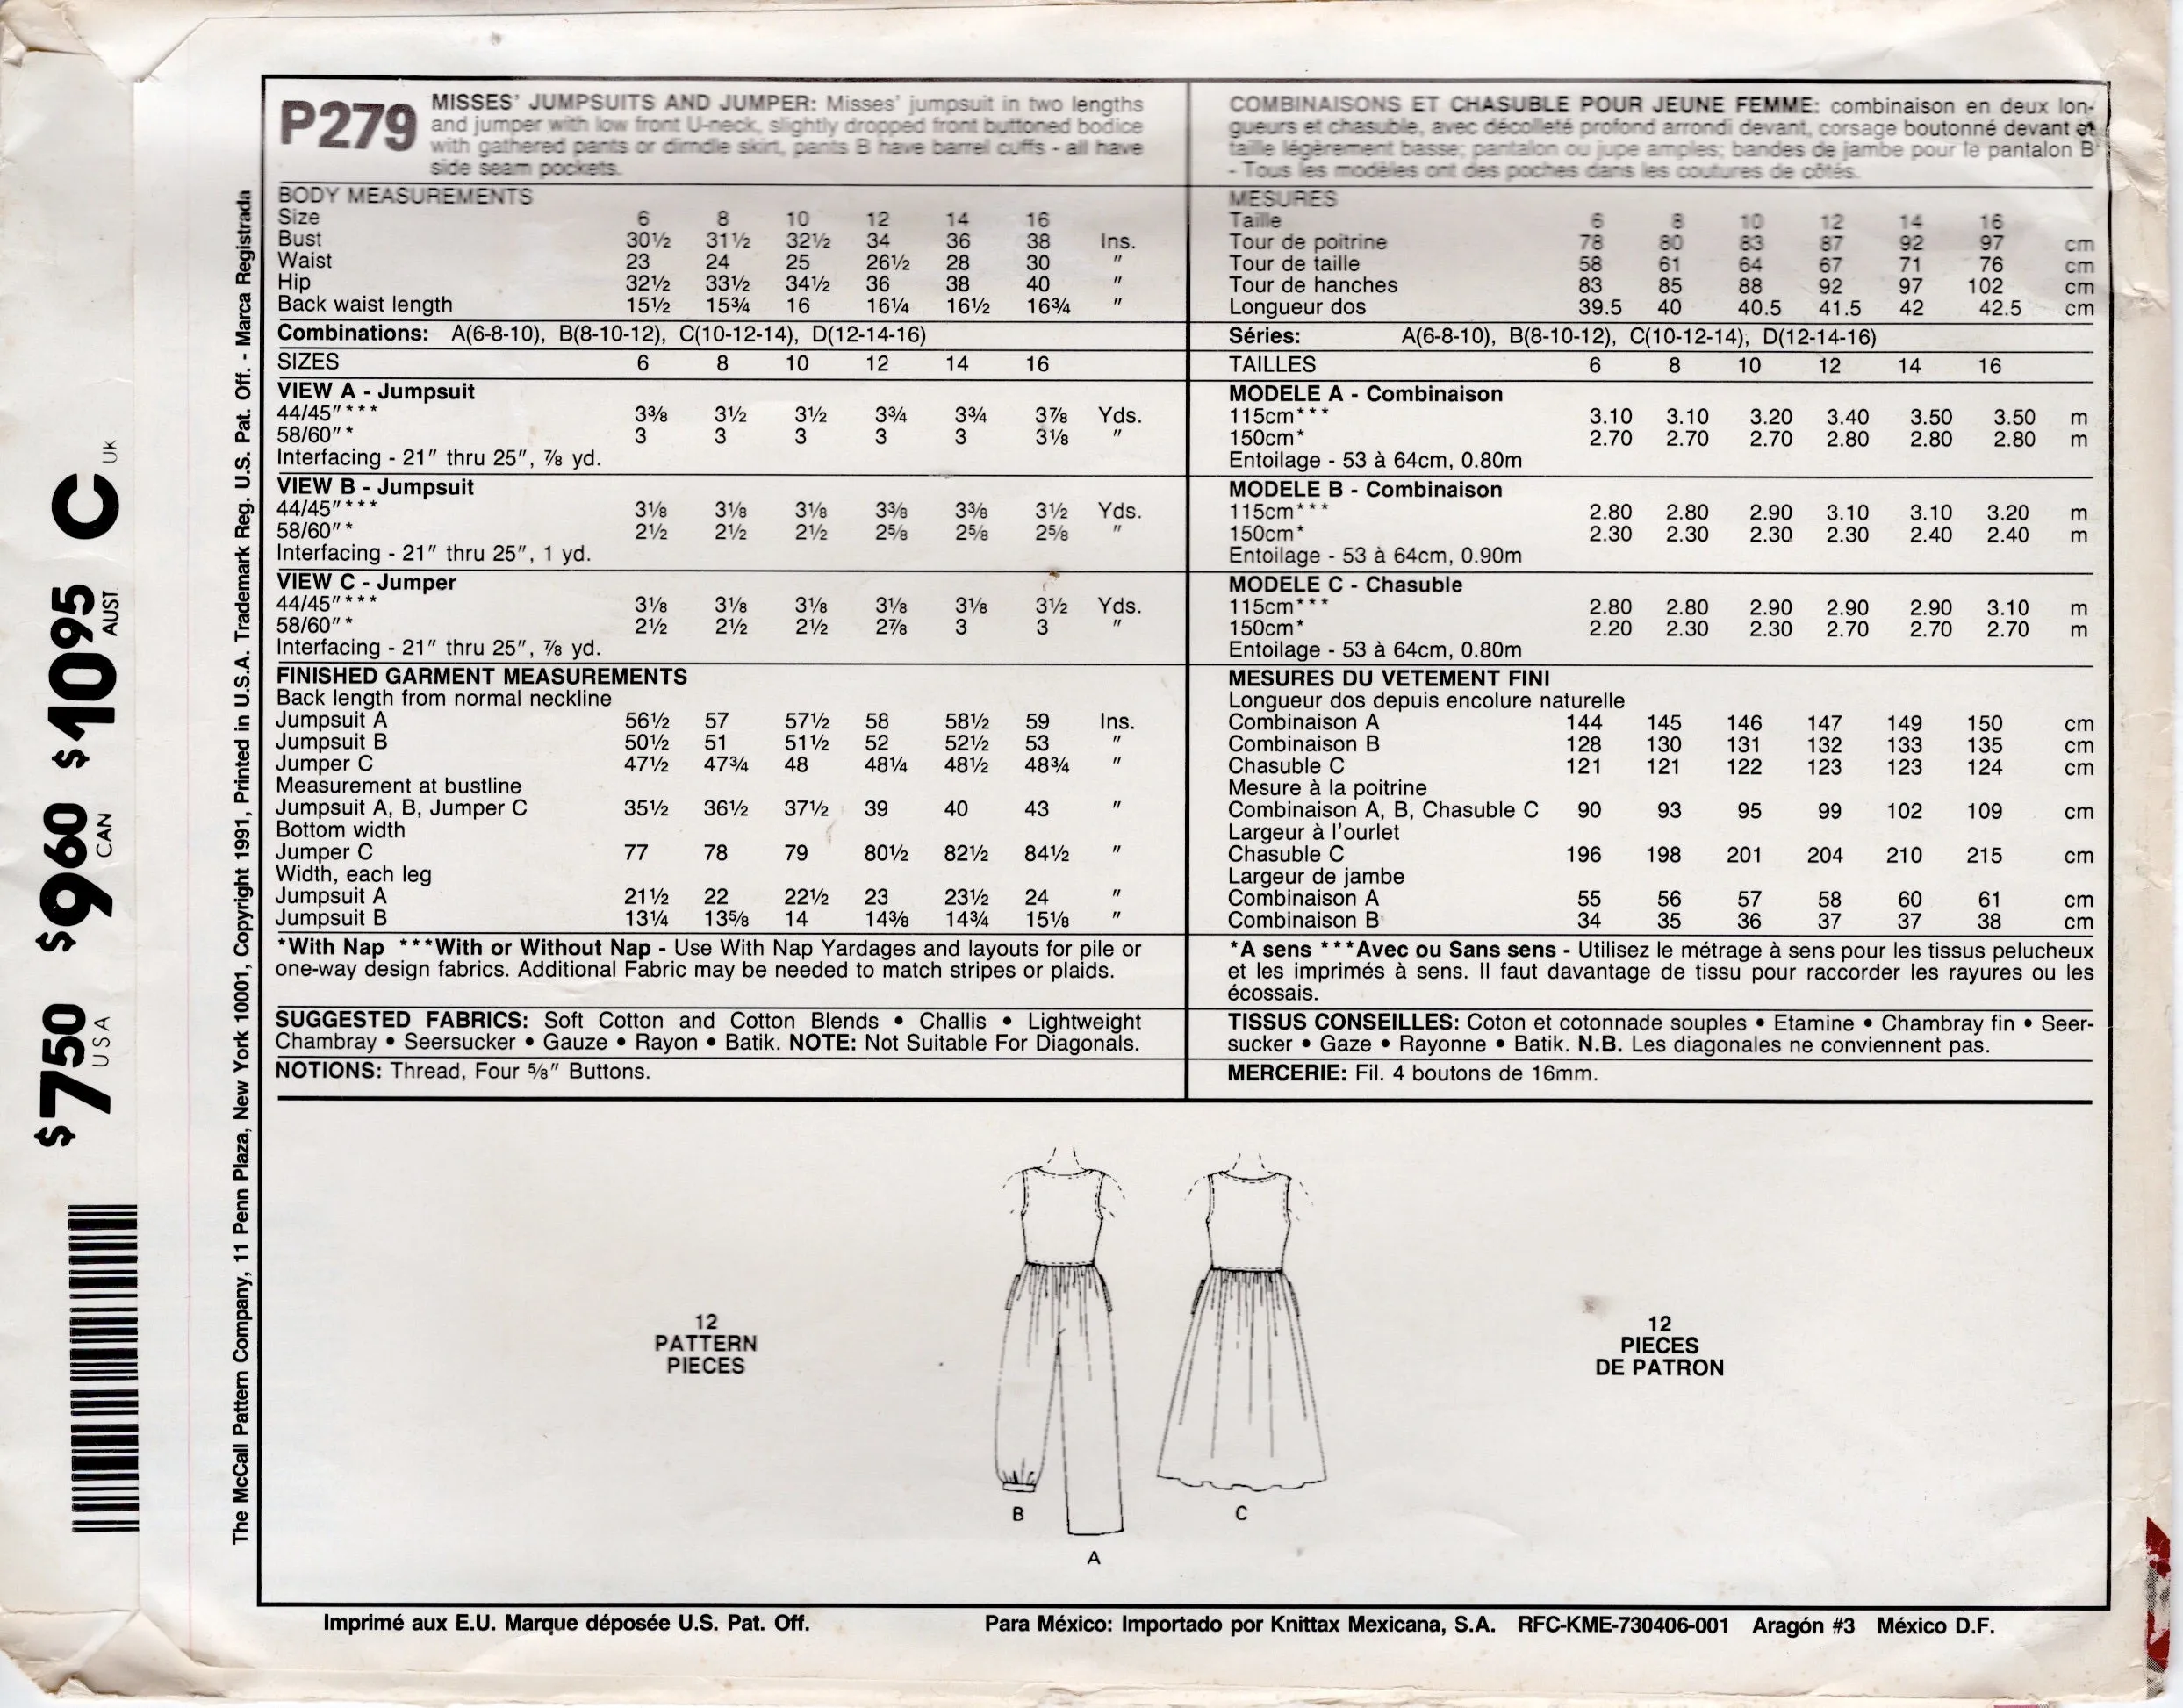 P279
MISSES' JUMPSUITS AND JUMPER: Misses' jumpsuit in two lengths
and jumper with low front U-neck, slightly dropped front buttoned bodice
with gathered pants or dirndle skirt, pants B have barrel cuffs - all have
side seam pockets.
BODY MEASUREMENTS
Size 6 8 10 12 14 16
Bust 30½ 31½ 32½ 34 36 38 Ins.
Waist 23 24 25 26½ 28 30 "
Hip 32½ 33½ 34½ 36 38 40 "
Back waist length 15½ 15¾ 16 16¼ 16½ 16¾ "
Combinations: A(6-8-10), B(8-10-12), C(10-12-14), D(12-14-16)
SIZES 6 8 10 12 14 16
VIEW A - Jumpsuit
44/45"*** 3⅜ 3½ 3½ 3¾ 3¾ 3⅞ Yds.
58/60"* 3 3 3 3 3 3⅛ "
Interfacing - 21" thru 25", ⅞ yd.
VIEW B - Jumpsuit
44/45"*** 3⅛ 3⅛ 3⅛ 3⅜ 3⅜ 3½ Yds.
58/60"* 2½ 2½ 2½ 2⅝ 2⅝ 2⅝ "
Interfacing - 21" thru 25", 1 yd.
VIEW C - Jumper
44/45"*** 3⅛ 3⅛ 3⅛ 3⅛ 3⅛ 3½ Yds.
58/60"* 2½ 2½ 2½ 2⅞ 3 3 "
Interfacing - 21" thru 25", ⅞ yd.
FINISHED GARMENT MEASUREMENTS
Back length from normal neckline
Jumpsuit A 56½ 57 57½ 58 58½ 59 Ins.
Jumpsuit B 50½ 51 51½ 52 52½ 53 "
Jumper C 47½ 47¾ 48 48¼ 48½ 48¾ "
Measurement at bustline
Jumpsuit A, B, Jumper C 35½ 36½ 37½ 39 40 43 "
Bottom width
Jumper C 77 78 79 80½ 82½ 84½ "
Width, each leg
Jumpsuit A 21½ 22 22½ 23 23½ 24 "
Jumpsuit B 13¼ 13⅝ 14 14⅜ 14¾ 15⅛ "
*With Nap ***With or Without Nap - Use With Nap Yardages and layouts for pile or
one-way design fabrics. Additional Fabric may be needed to match stripes or plaids.
SUGGESTED FABRICS: Soft Cotton and Cotton Blends • Challis • Lightweight
Chambray • Seersucker • Gauze • Rayon • Batik. NOTE: Not Suitable For Diagonals.
NOTIONS: Thread, Four ⅝" Buttons.
COMBINAISONS ET CHASUBLE POUR JEUNE FEMME: combinaison en deux lon-
gueurs et chasuble, avec décolleté profond arrondi devant, corsage boutonné devant et
taille légèrement basse; pantalon ou jupe amples; bandes de jambe pour le pantalon B
- Tous les modèles ont des poches dans les coutures de côtés.
MESURES
Taille 6 8 10 12 14 16
Tour de poitrine 78 80 83 87 92 97 cm
Tour de taille 58 61 64 67 71 76 cm
Tour de hanches 83 85 88 92 97 102 cm
Longueur dos 39.5 40 40.5 41.5 42 42.5 cm
Séries: A(6-8-10), B(8-10-12), C(10-12-14), D(12-14-16)
TAILLES 6 8 10 12 14 16
MODELE A - Combinaison
115cm*** 3.10 3.10 3.20 3.40 3.50 3.50 m
150cm* 2.70 2.70 2.70 2.80 2.80 2.80 m
Entoilage - 53 à 64cm, 0.80m
MODELE B - Combinaison
115cm*** 2.80 2.80 2.90 3.10 3.10 3.20 m
150cm* 2.30 2.30 2.30 2.30 2.40 2.40 m
Entoilage - 53 à 64cm, 0.90m
MODELE C - Chasuble
115cm*** 2.80 2.80 2.90 2.90 2.90 3.10 m
150cm* 2.20 2.30 2.30 2.70 2.70 2.70 m
Entoilage - 53 à 64cm, 0.80m
MESURES DU VETEMENT FINI
Longueur dos depuis encolure naturelle
Combinaison A 144 145 146 147 149 150 cm
Combinaison B 128 130 131 132 133 135 cm
Chasuble C 121 121 122 123 123 124 cm
Mesure à la poitrine
Combinaison A, B, Chasuble C 90 93 95 99 102 109 cm
Largeur à l'ourlet
Chasuble C 196 198 201 204 210 215 cm
Largeur de jambe
Combinaison A 55 56 57 58 60 61 cm
Combinaison B 34 35 36 37 37 38 cm
*A sens ***Avec ou Sans sens - Utilisez le métrage à sens pour les tissus pelucheux
et les imprimés à sens. Il faut davantage de tissu pour raccorder les rayures ou les
écossais.
TISSUS CONSEILLES: Coton et cotonnade souples • Etamine • Chambray fin • Seer-
sucker • Gaze • Rayonne • Batik. N.B. Les diagonales ne conviennent pas.
MERCERIE: Fil. 4 boutons de 16mm.
12
PATTERN
PIECES
B
A
C
12
PIECES
DE PATRON
Imprimé aux E.U. Marque déposée U.S. Pat. Off.
Para México: Importado por Knittax Mexicana, S.A. RFC-KME-730406-001 Aragón #3 México D.F.
The McCall Pattern Company, 11 Penn Plaza, New York 10001, Copyright 1991, Printed in U.S.A. Trademark Reg. U.S. Pat. Off. - Marca Registrada
$750 USA $960 CAN $1095 AUST. C UK